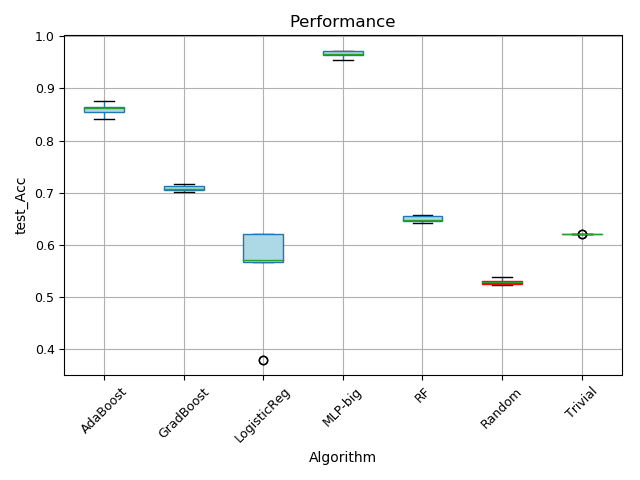 Performance
test_Acc
1.0
0.9
0.8
0.7
0.6
0.5
0.4
AdaBoost
GradBoost
LogisticReg
MLP-big
RF
Random
Trivial
Algorithm